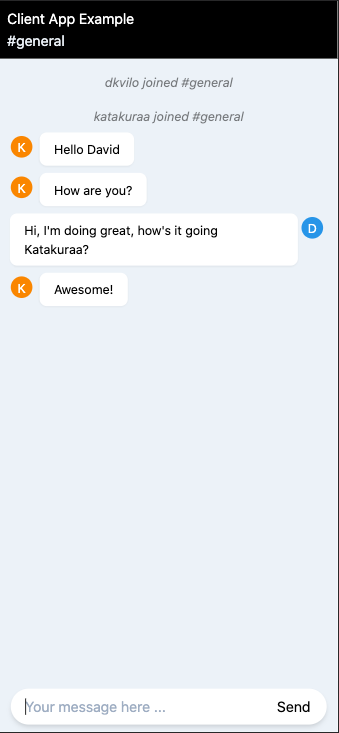 Client App Example
#general
dkvilo joined #general
katakuraa joined #general
K
Hello David
K
How are you?
Hi, I'm doing great, how's it going
Katakuraa?
D
K
Awesome!
Your message here ...
Send